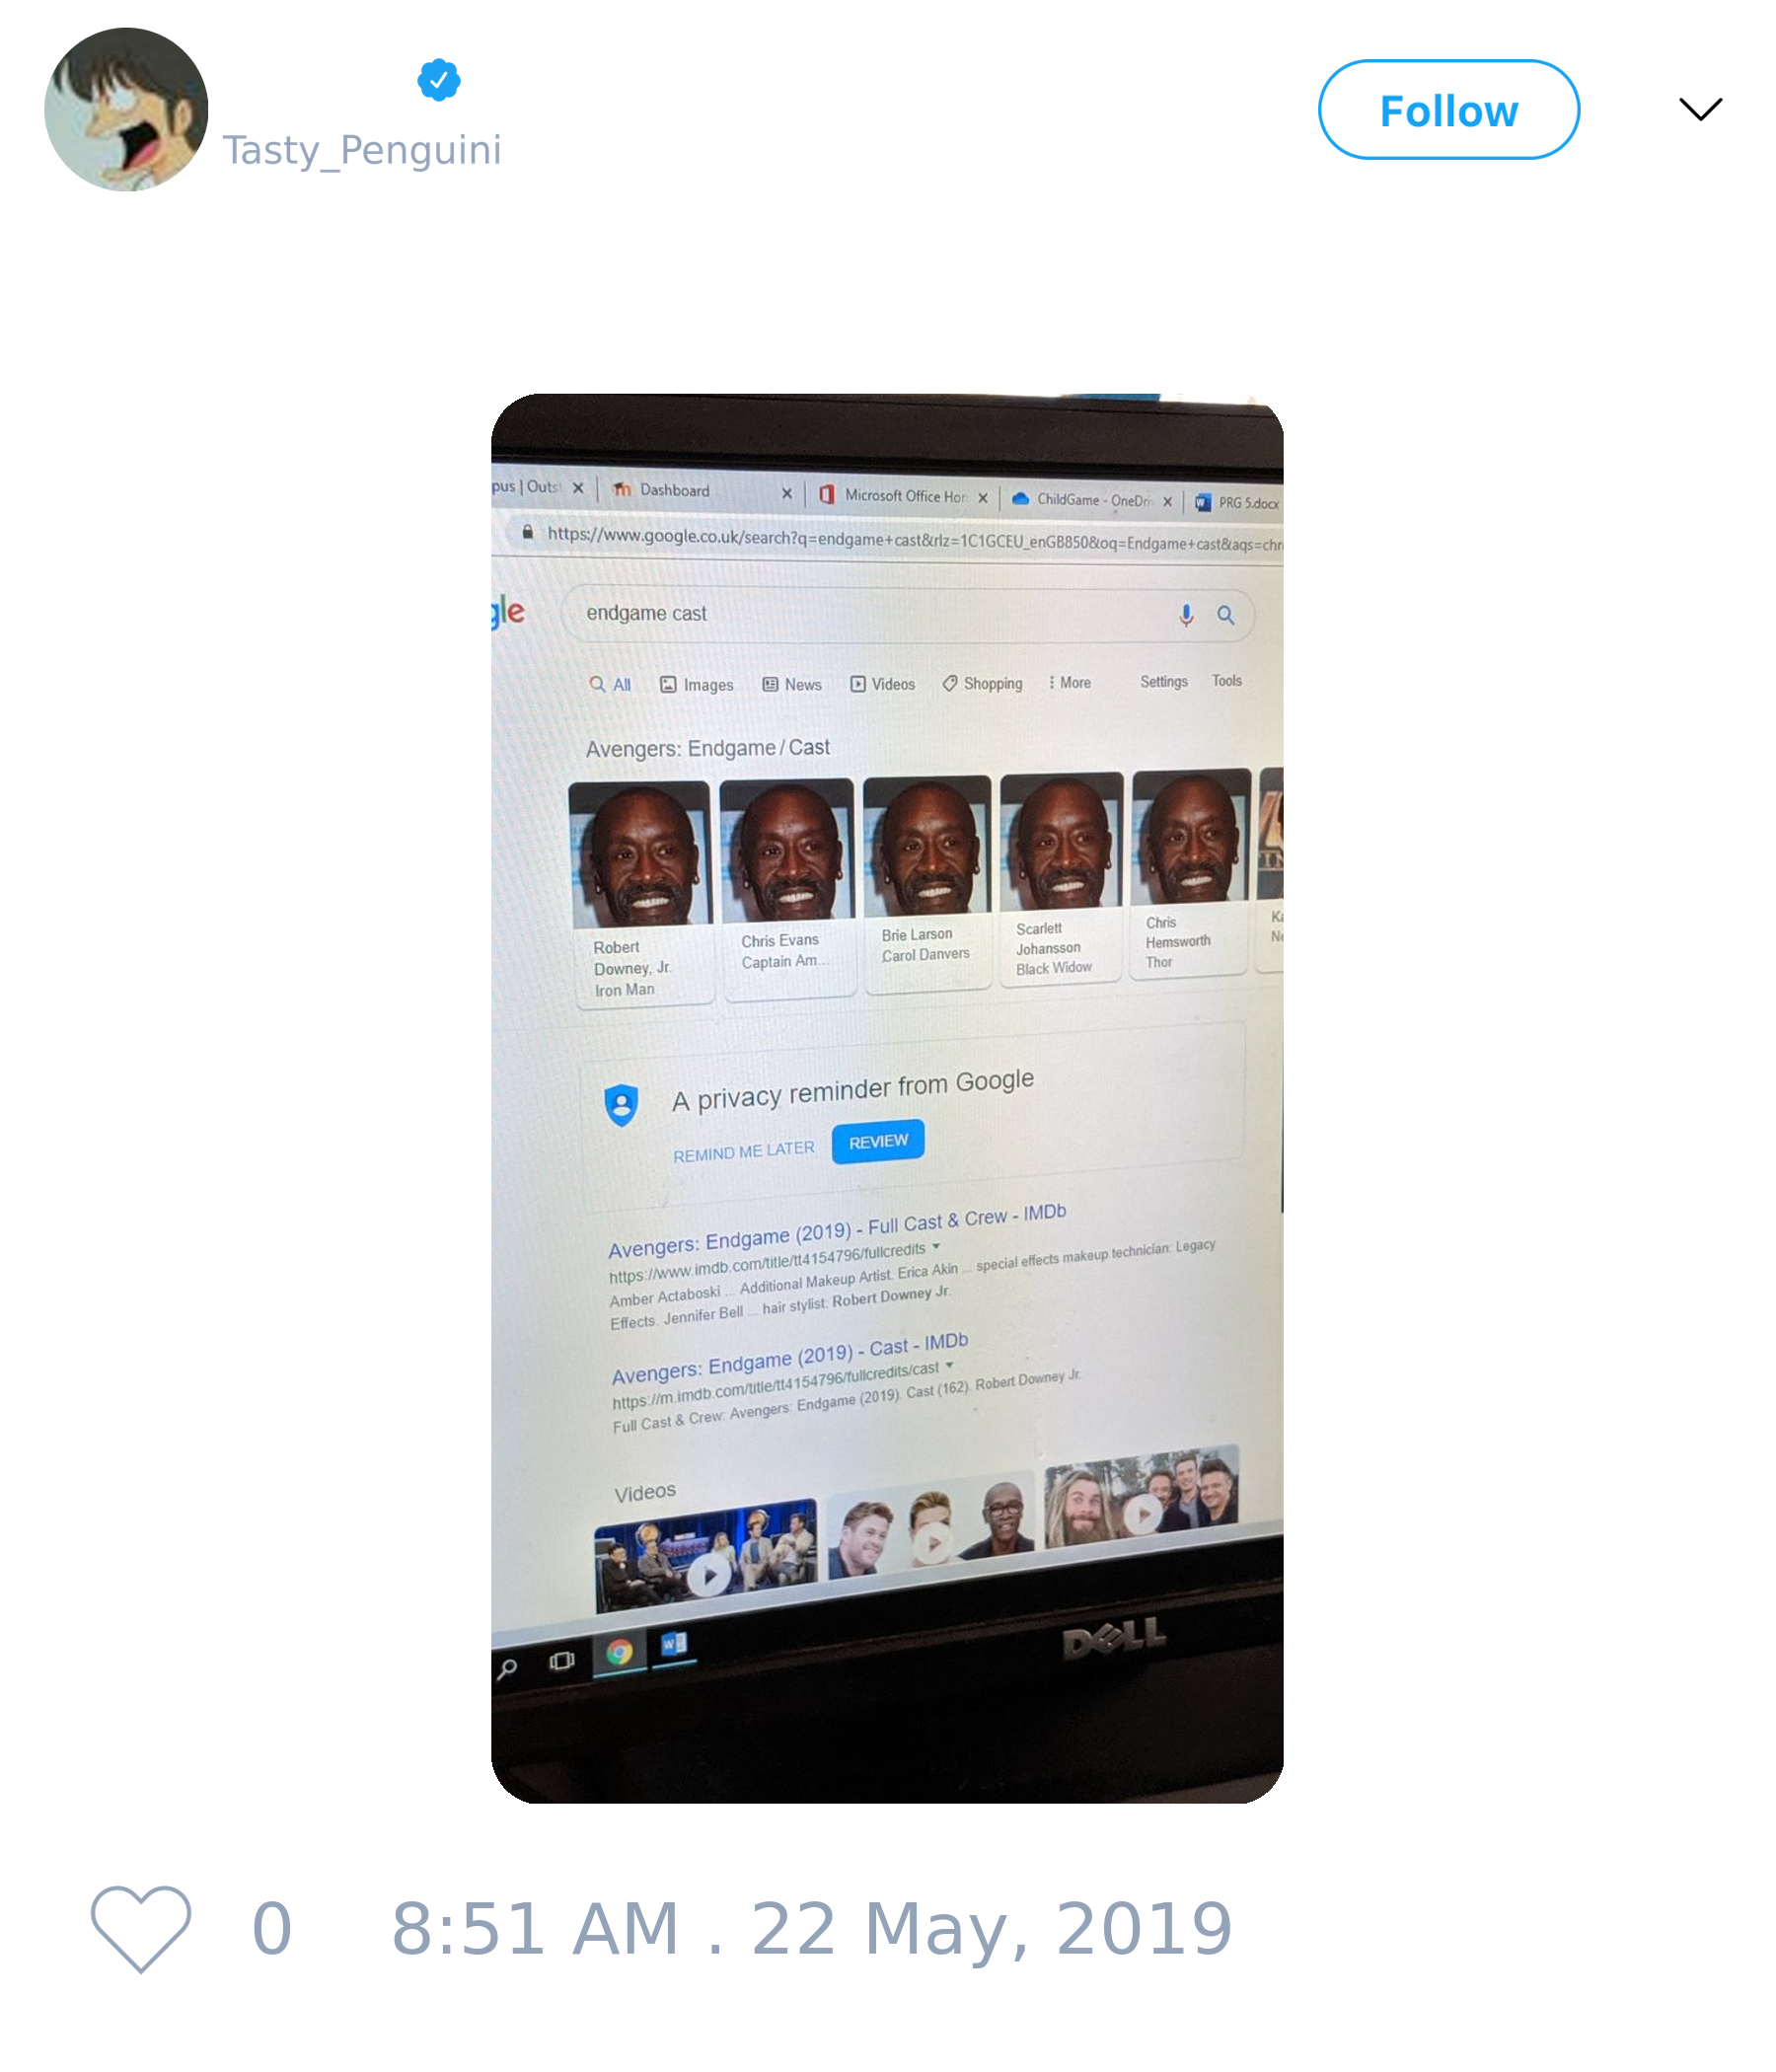 Tasty_Penguini
Follow
pus | Outs
Dashboard
Microsoft Office Hor
ChildGame - OneDri
PRG 5.docx
https://www.google.co.uk/search?q=endgame+cast&rlz=1C1GCEU_enGB850&oq=Endgame+cast&aqs=chr
gle
endgame cast
All Images News Videos Shopping More Settings Tools
Avengers: Endgame / Cast
Robert
Downey, Jr.
Iron Man
Chris Evans
Captain Am...
Brie Larson
Carol Danvers
Scarlett
Johansson
Black Widow
Chris
Hemsworth
Thor
Ka
Ne
A privacy reminder from Google
REMIND ME LATER REVIEW
Avengers: Endgame (2019) - Full Cast & Crew - IMDb
https://www.imdb.com/title/tt4154796/fullcredits
Amber Actaboski ... Additional Makeup Artist. Erica Akin ... special effects makeup technician: Legacy
Effects. Jennifer Bell ... hair stylist: Robert Downey Jr.
Avengers: Endgame (2019) - Cast - IMDb
https://m.imdb.com/title/tt4154796/fullcredits/cast
Full Cast & Crew: Avengers: Endgame (2019). Cast (162). Robert Downey Jr.
Videos
DELL
0 8:51 AM . 22 May, 2019